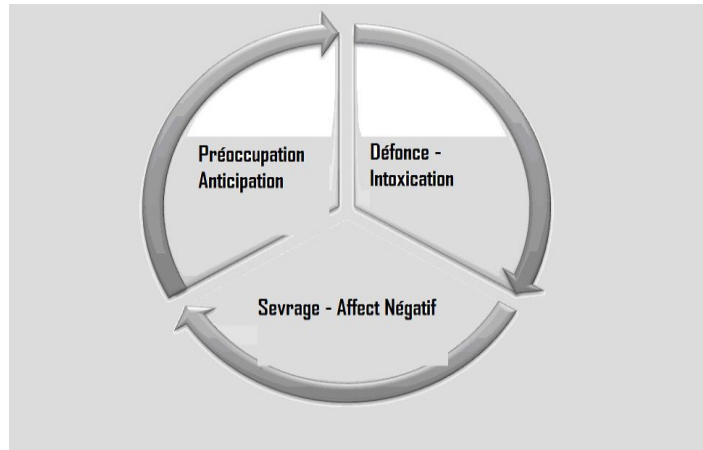 Préoccupation
Anticipation
Défonce -
Intoxication
Sevrage - Affect Négatif